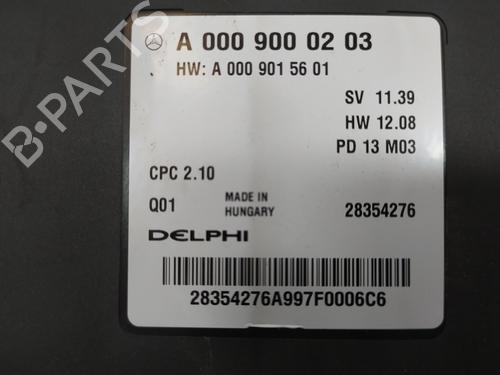 A 000 900 02 03
HW: A 000 901 56 01
SV 11.39
HW 12.08
PD 13 M03
CPC 2.10
Q01
MADE IN
HUNGARY
28354276
DELPHI
28354276A997F0006C6
B-PARTS